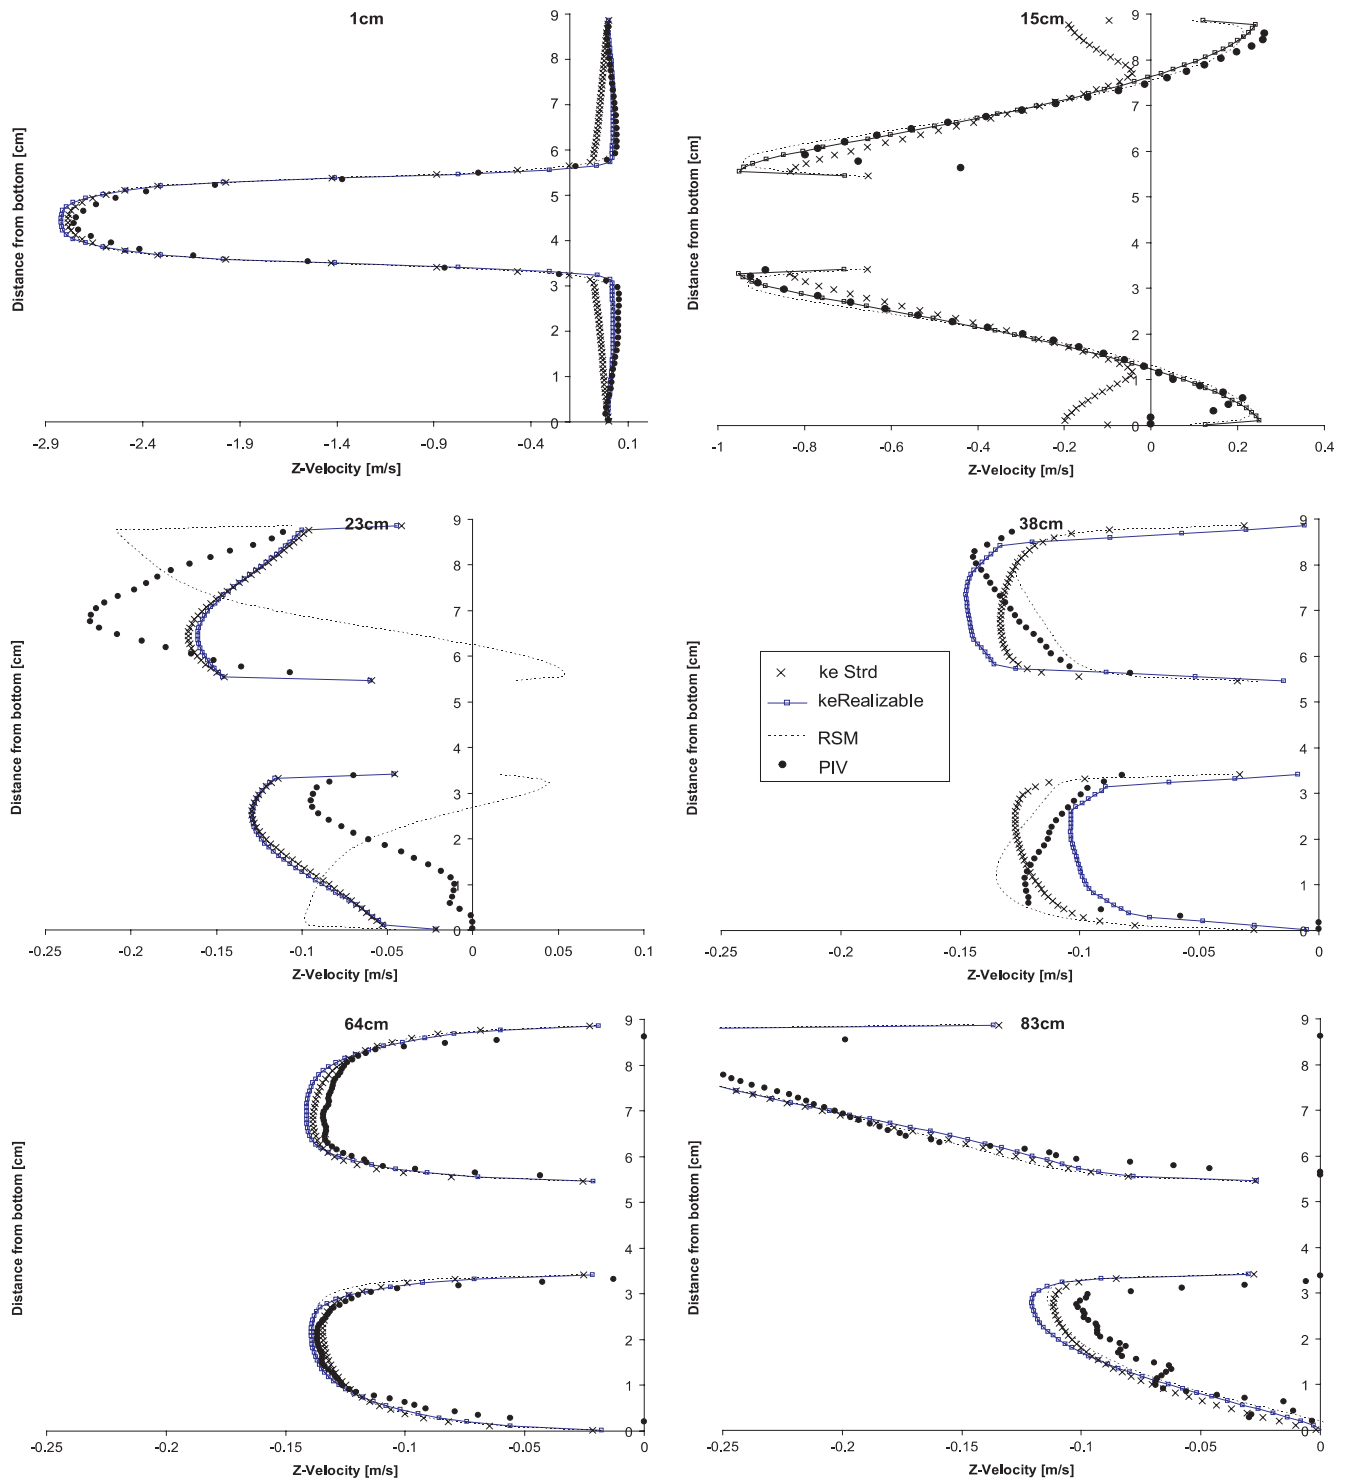 1cm
9
8
7
6
5
4
3
2
1
0
-2.9 -2.4 -1.9 -1.4 -0.9 -0.4 0.1
Distance from bottom [cm]
Z-Velocity [m/s]
15cm
9
8
7
6
5
4
3
2
1
0
-1 -0.8 -0.6 -0.4 -0.2 0 0.2 0.4
Distance from bottom [cm]
Z-Velocity [m/s]
23cm
9
8
7
6
5
4
3
2
1
0
-0.25 -0.2 -0.15 -0.1 -0.05 0 0.05 0.1
Distance from bottom [cm]
Z-Velocity [m/s]
38cm
9
8
7
6
5
4
3
2
1
0
-0.25 -0.2 -0.15 -0.1 -0.05 0
Distance from bottom [cm]
Z-Velocity [m/s]
ke Strd
keRealizable
RSM
PIV
64cm
9
8
7
6
5
4
3
2
1
0
-0.25 -0.2 -0.15 -0.1 -0.05 0
Distance from bottom [cm]
Z-Velocity [m/s]
83cm
9
8
7
6
5
4
3
2
1
0
-0.25 -0.2 -0.15 -0.1 -0.05 0
Distance from bottom [cm]
Z-Velocity [m/s]